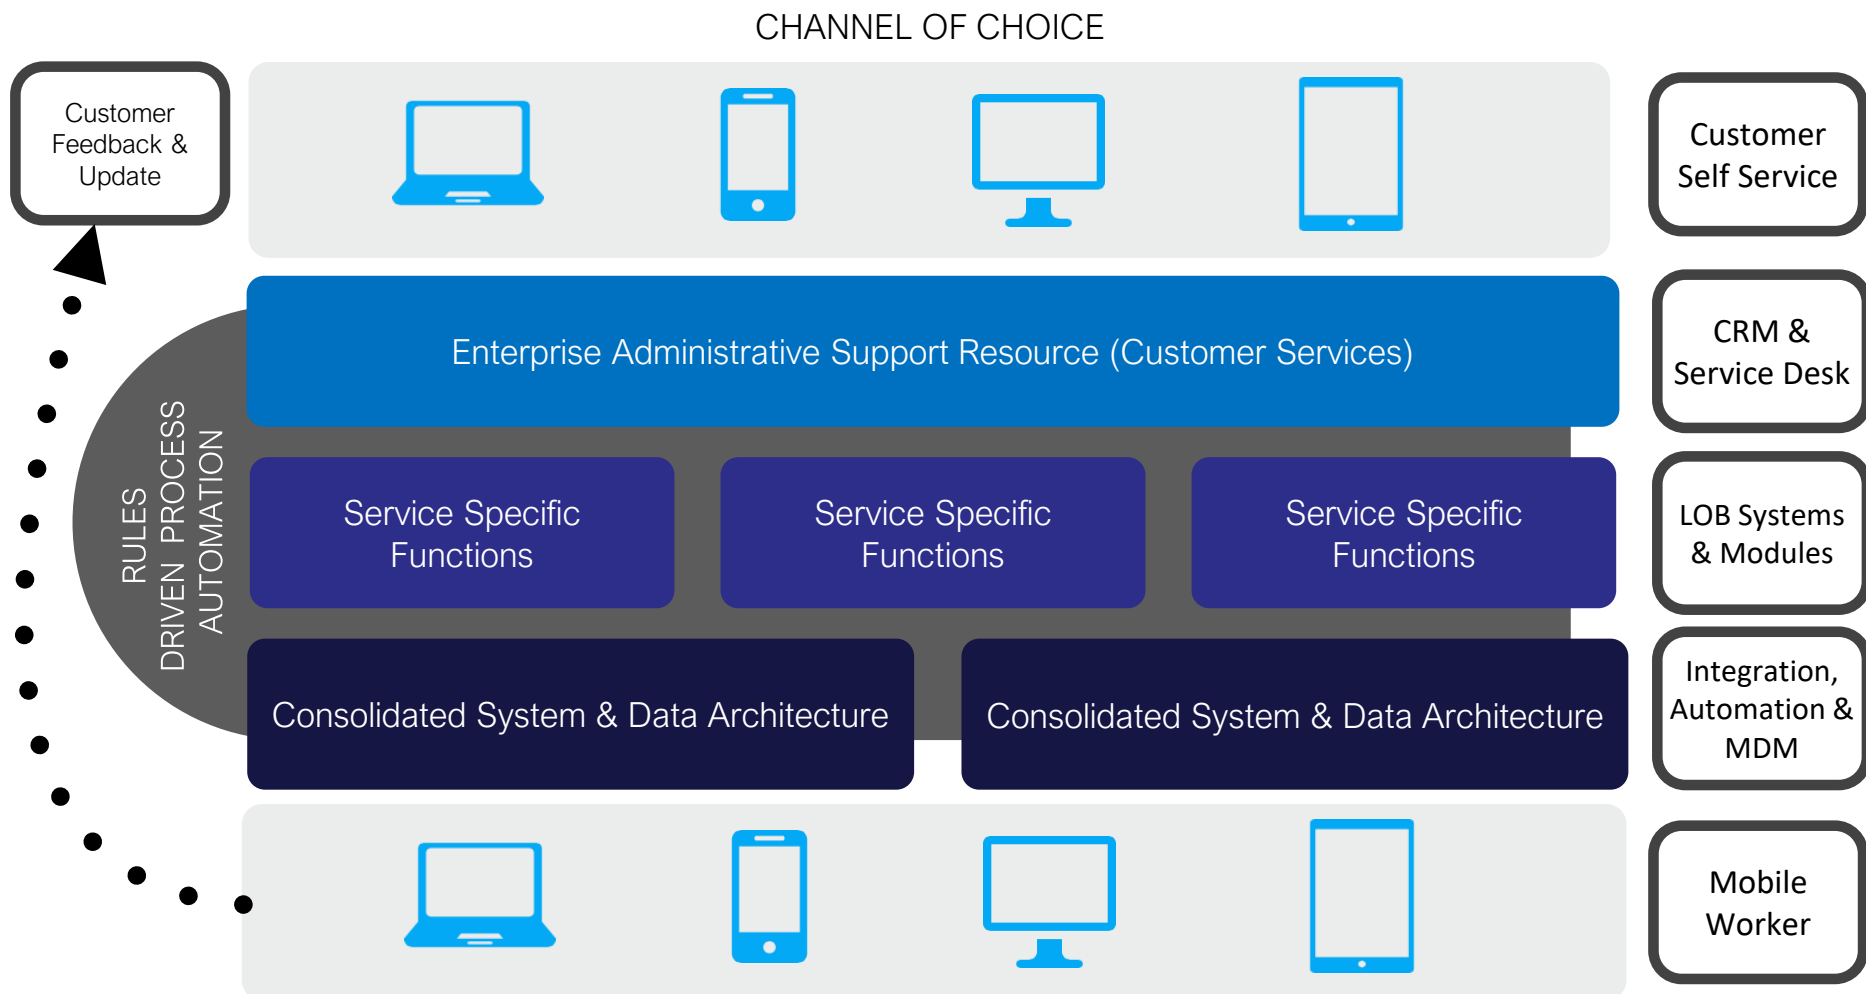 CHANNEL OF CHOICE
Customer
Feedback &
Update
Customer
Self Service
Enterprise Administrative Support Resource (Customer Services)
CRM &
Service Desk
RULES
DRIVEN PROCESS
AUTOMATION
Service Specific
Functions
Service Specific
Functions
Service Specific
Functions
LOB Systems
& Modules
Consolidated System & Data Architecture
Consolidated System & Data Architecture
Integration,
Automation &
MDM
Mobile
Worker